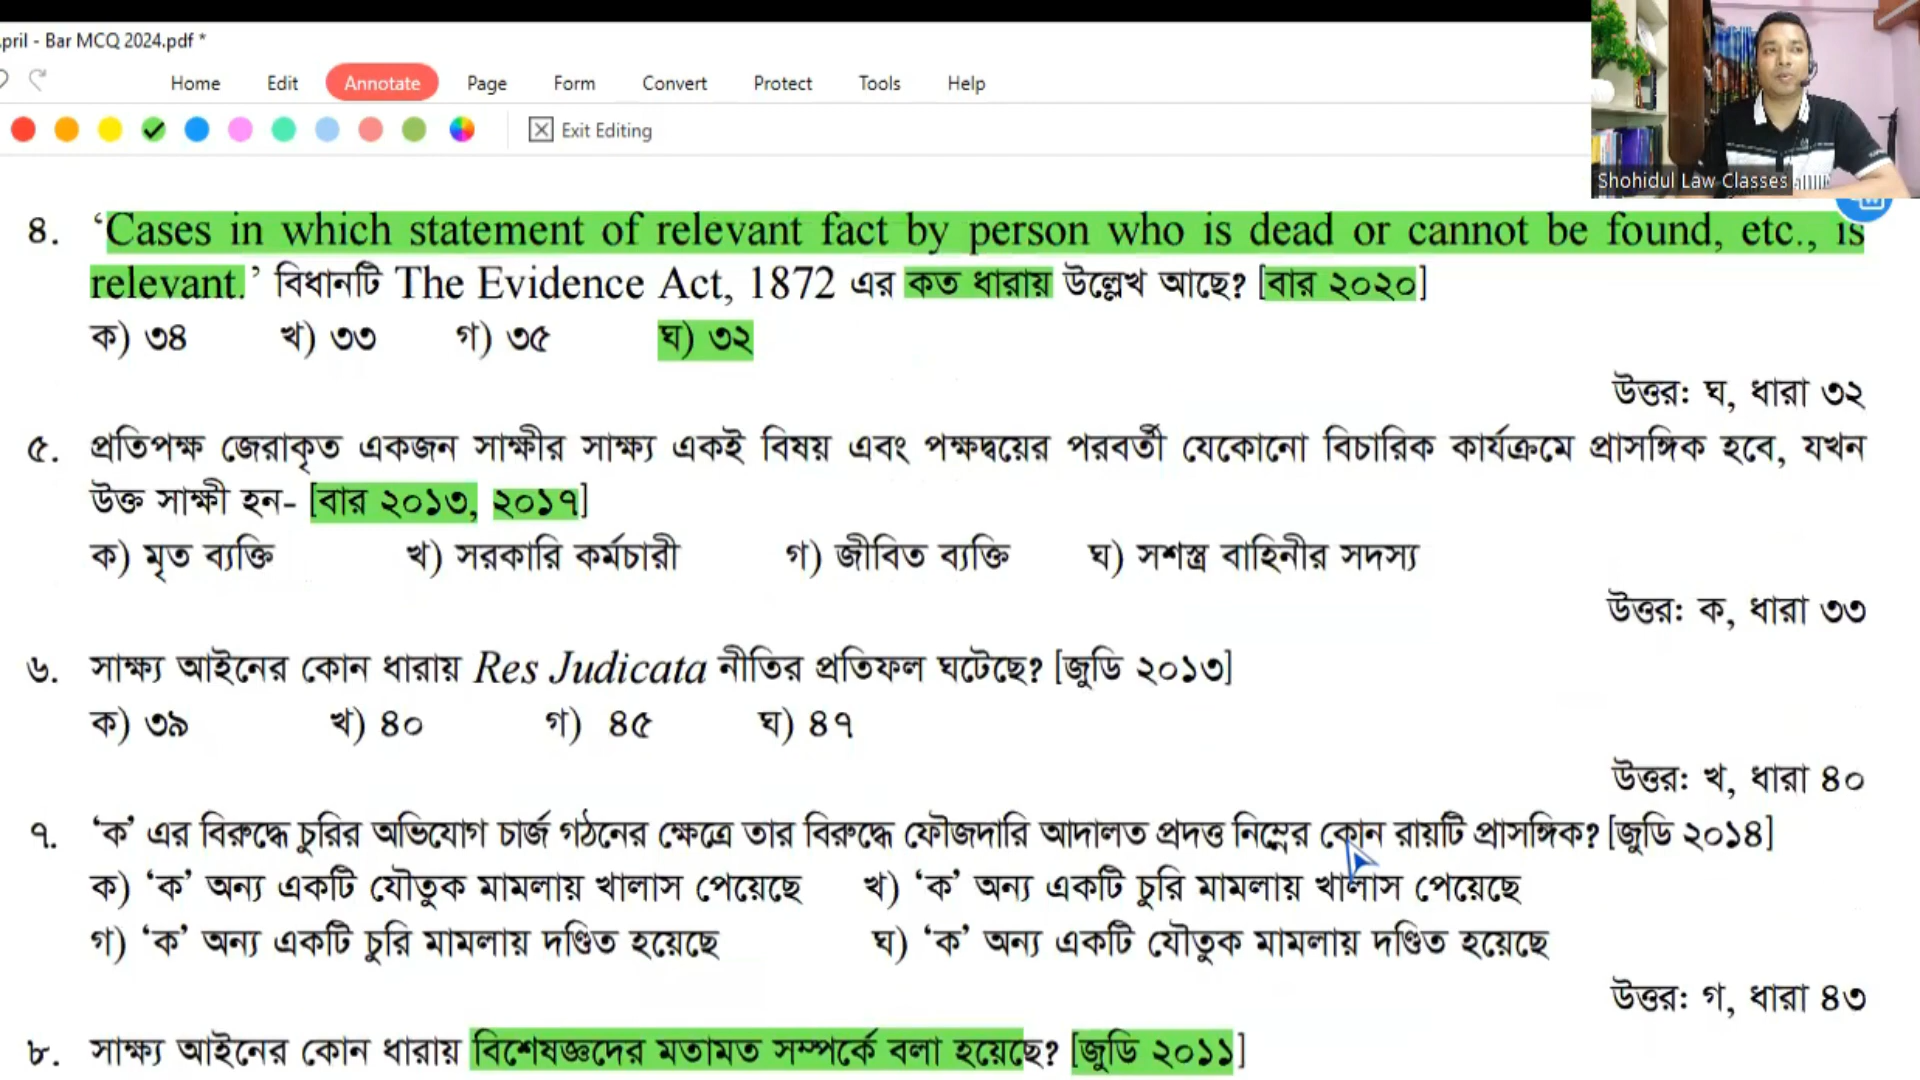 pril - Bar MCQ 2024.pdf *
Home Edit Annotate Page Form Convert Protect Tools Help
Exit Editing
Shohidul Law Classes
৪. ‘Cases in which statement of relevant fact by person who is dead or cannot be found, etc., is
relevant.’ বিধানটি The Evidence Act, 1872 এর কত ধারায় উল্লেখ আছে? [বার ২০২০]
ক) ৩৪ খ) ৩৩ গ) ৩৫ ঘ) ৩২
উত্তর: ঘ, ধারা ৩২
৫. প্রতিপক্ষ জেরাকৃত একজন সাক্ষীর সাক্ষ্য একই বিষয় এবং পক্ষদ্বয়ের পরবর্তী যেকোনো বিচারিক কার্যক্রমে প্রাসঙ্গিক হবে, যখন
উক্ত সাক্ষী হন- [বার ২০১৩, ২০১৭]
ক) মৃত ব্যক্তি খ) সরকারি কর্মচারী গ) জীবিত ব্যক্তি ঘ) সশস্ত্র বাহিনীর সদস্য
উত্তর: ক, ধারা ৩৩
৬. সাক্ষ্য আইনের কোন ধারায় Res Judicata নীতির প্রতিফল ঘটেছে? [জুডি ২০১৩]
ক) ৩৯ খ) ৪০ গ) ৪৫ ঘ) ৪৭
উত্তর: খ, ধারা ৪০
৭. ‘ক’ এর বিরুদ্ধে চুরির অভিযোগ চার্জ গঠনের ক্ষেত্রে তার বিরুদ্ধে ফৌজদারি আদালত প্রদত্ত নিম্নের কোন রায়টি প্রাসঙ্গিক? [জুডি ২০১৪]
ক) ‘ক’ অন্য একটি যৌতুক মামলায় খালাস পেয়েছে খ) ‘ক’ অন্য একটি চুরি মামলায় খালাস পেয়েছে
গ) ‘ক’ অন্য একটি চুরি মামলায় দণ্ডিত হয়েছে ঘ) ‘ক’ অন্য একটি যৌতুক মামলায় দণ্ডিত হয়েছে
উত্তর: গ, ধারা ৪৩
৮. সাক্ষ্য আইনের কোন ধারায় বিশেষজ্ঞদের মতামত সম্পর্কে বলা হয়েছে? [জুডি ২০১১]